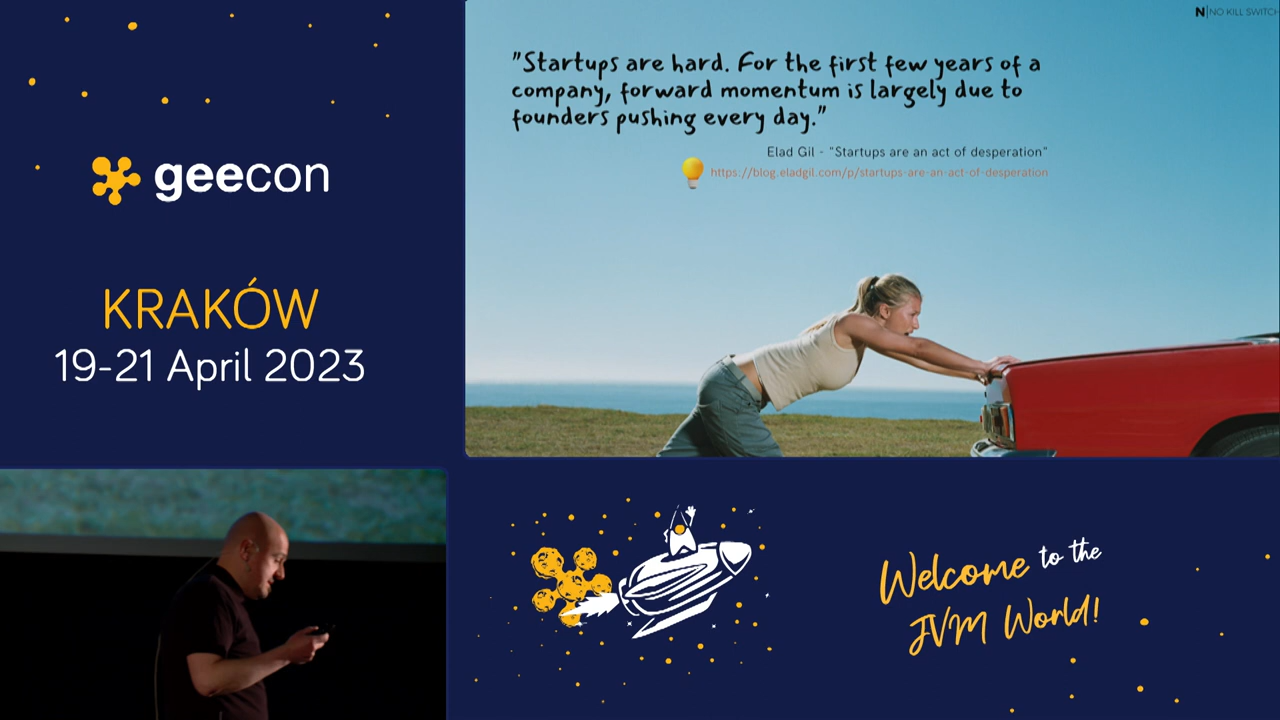 geecon
KRAKÓW
19-21 April 2023
N|NO KILL SWITCH
"Startups are hard. For the first few years of a
company, forward momentum is largely due to
founders pushing every day."
Elad Gil - "Startups are an act of desperation"
https://blog.eladgil.com/p/startups-are-an-act-of-desperation
Welcome to the
JVM World!